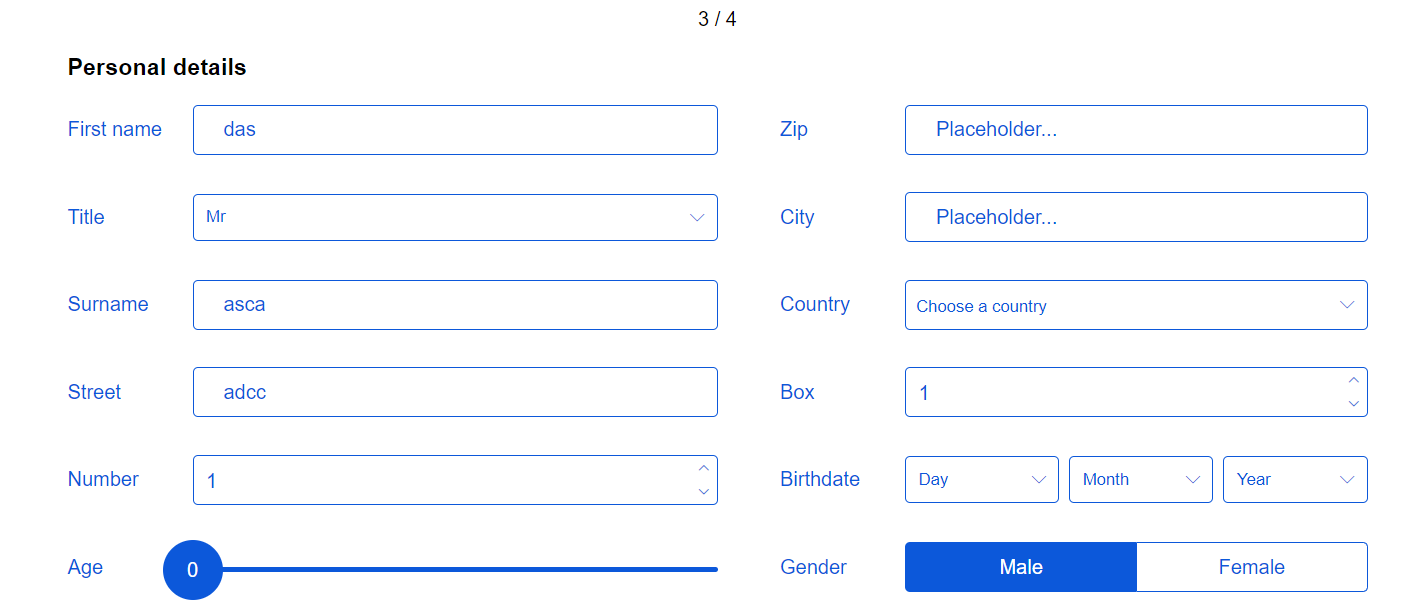 3 / 4
Personal details
First name das
Zip Placeholder...
Title Mr
City Placeholder...
Surname asca
Country Choose a country
Street adcc
Box 1
Number 1
Birthdate Day Month Year
Age 0
Gender Male Female